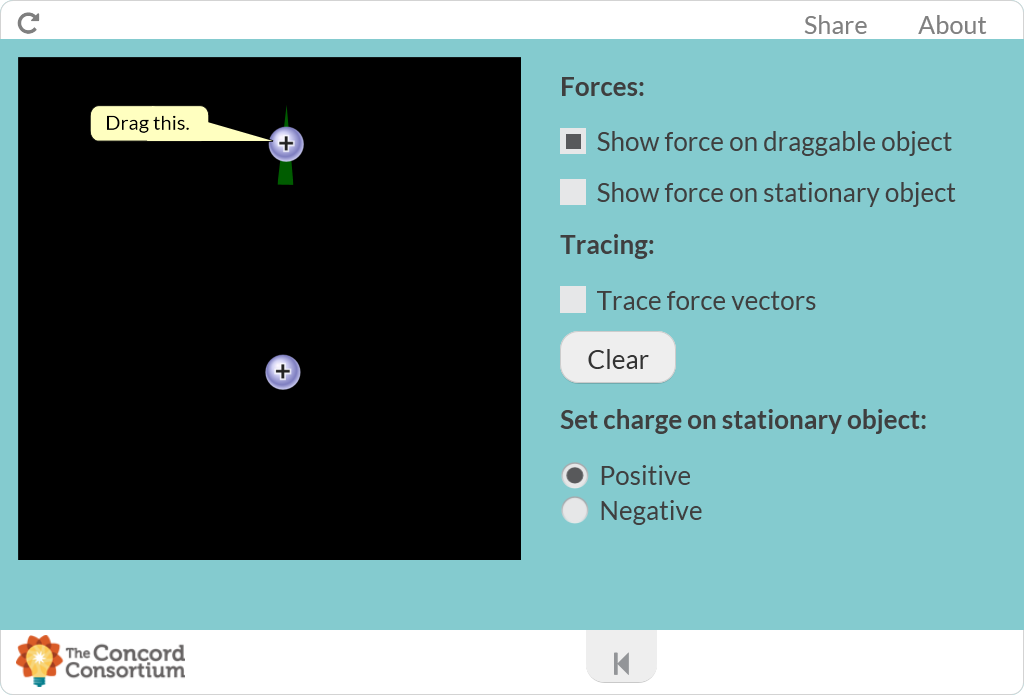 Share About
Drag this.
+
+
Forces:
Show force on draggable object
Show force on stationary object
Tracing:
Trace force vectors
Clear
Set charge on stationary object:
Positive
Negative
The Concord
Consortium